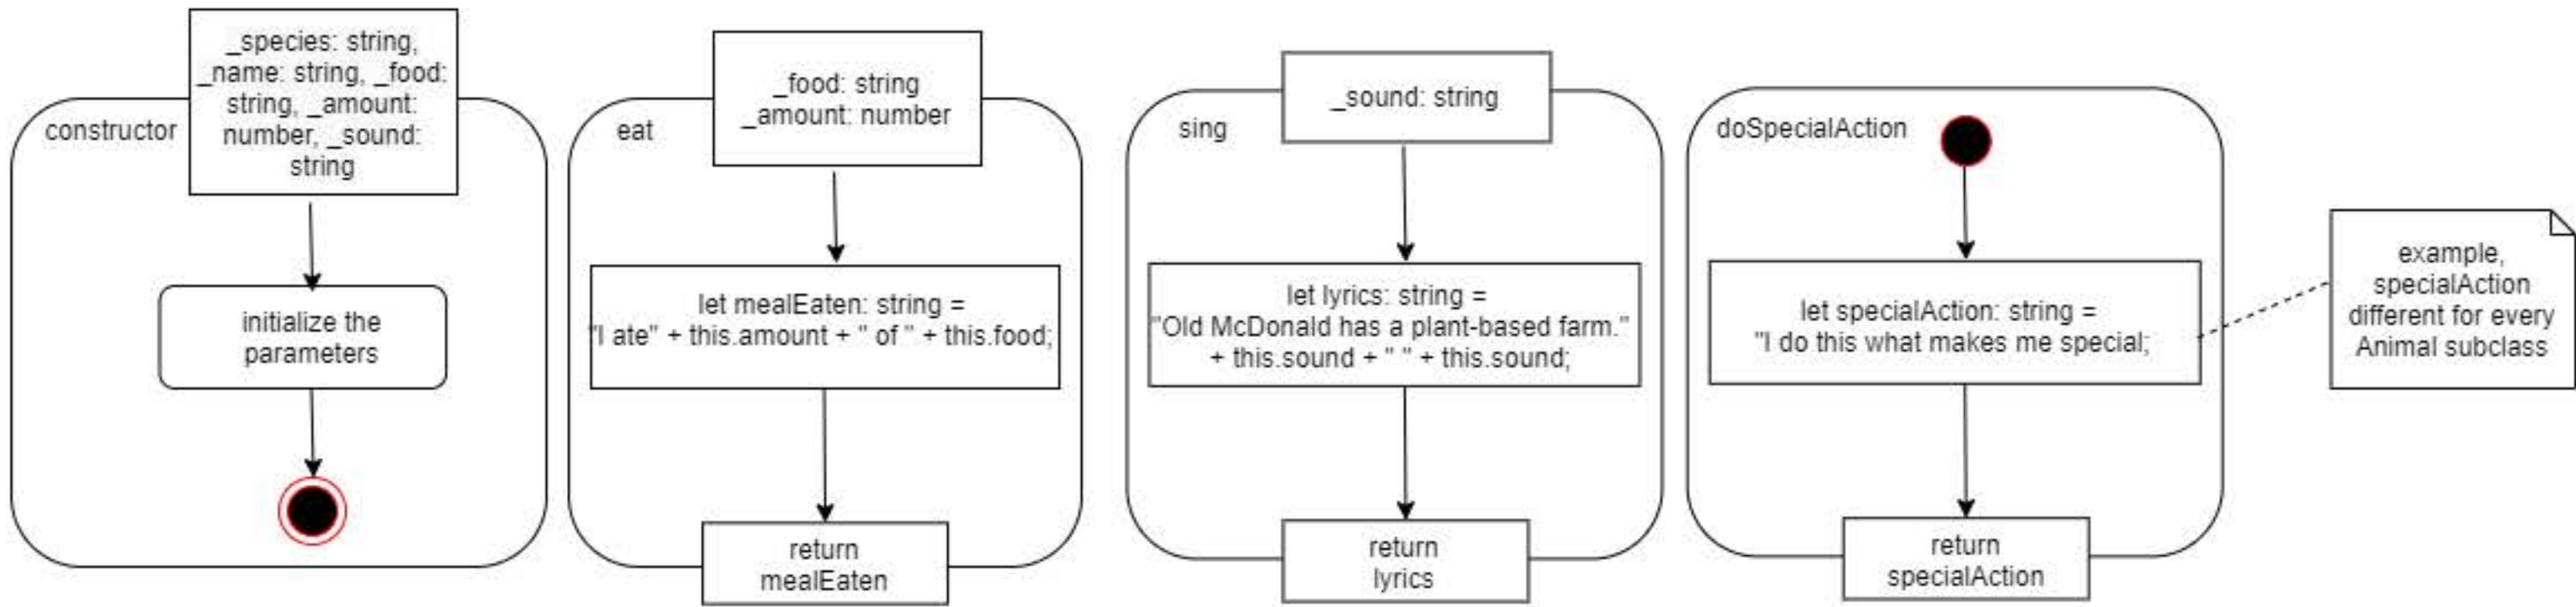 constructor
_species: string,
_name: string, _food:
string, _amount:
number, _sound:
string
initialize the
parameters
eat
_food: string
_amount: number
let mealEaten: string =
"I ate" + this.amount + " of " + this.food;
return
mealEaten
sing
_sound: string
let lyrics: string =
"Old McDonald has a plant-based farm."
+ this.sound + " " + this.sound;
return
lyrics
doSpecialAction
let specialAction: string =
"I do this what makes me special;
return
specialAction
example,
specialAction
different for every
Animal subclass